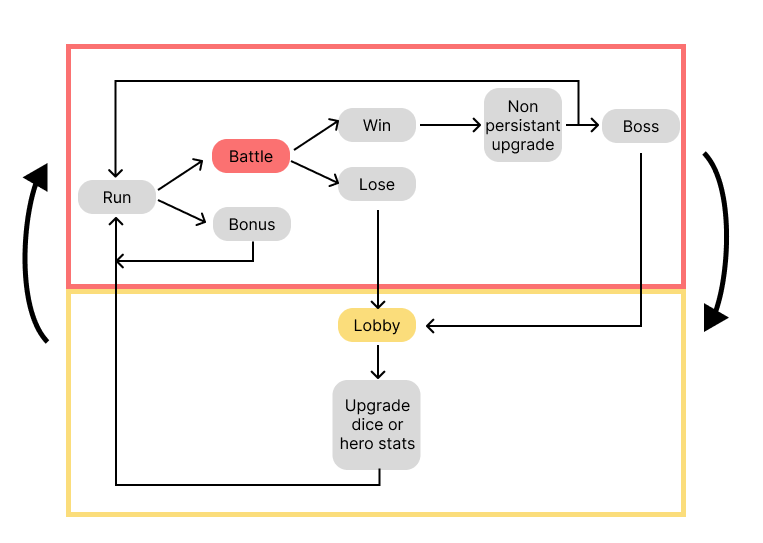 Non
persistant
upgrade
Win
Boss
Battle
Lose
Run
Bonus
Lobby
Upgrade
dice or
hero stats